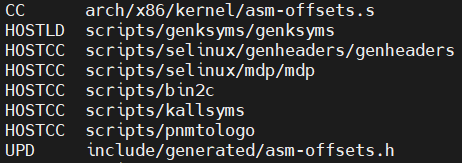 CC      arch/x86/kernel/asm-offsets.s
HOSTLD  scripts/genksyms/genksyms
HOSTCC  scripts/selinux/genheaders/genheaders
HOSTCC  scripts/selinux/mdp/mdp
HOSTCC  scripts/bin2c
HOSTCC  scripts/kallsyms
HOSTCC  scripts/pnmtologo
UPD     include/generated/asm-offsets.h